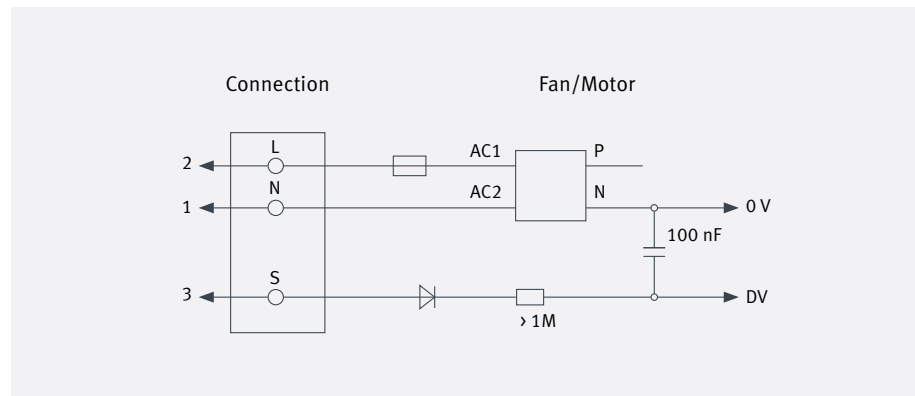 Connection
Fan/Motor
L
2
AC1
P
N
1
AC2
N
0 V
100 nF
S
3
DV
> 1M